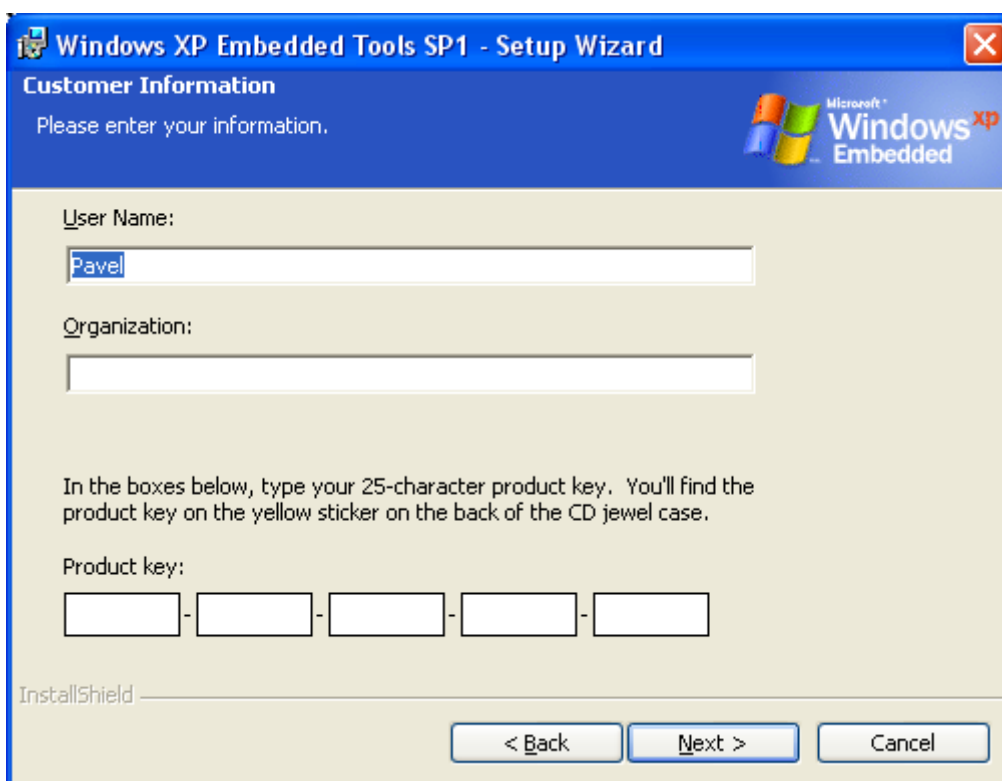 Windows XP Embedded Tools SP1 - Setup Wizard
Customer Information
Please enter your information.
Microsoft
Windows xp
Embedded
User Name:
Pavel
Organization:
In the boxes below, type your 25-character product key.  You'll find the
product key on the yellow sticker on the back of the CD jewel case.
Product key:
- - - -
InstallShield
< Back Next > Cancel